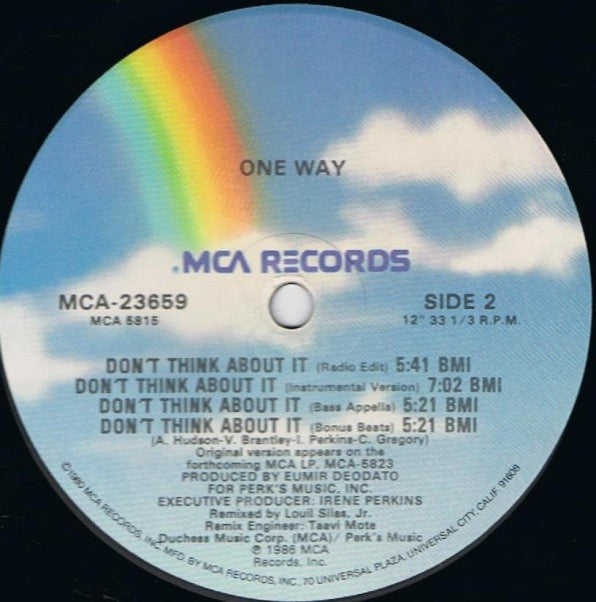 ONE WAY
MCA RECORDS
MCA-23659
MCA 5815
SIDE 2
12" 33 1/3 R.P.M.
DON'T THINK ABOUT IT (Radio Edit) 5:41 BMI
DON'T THINK ABOUT IT (Instrumental Version) 7:02 BMI
DON'T THINK ABOUT IT (Bass Appella) 5:21 BMI
DON'T THINK ABOUT IT (Bonus Beats) 5:21 BMI
(A. Hudson-V. Brantley-I. Perkins-C. Gregory)
Original version appears on the
forthcoming MCA LP, MCA-5823
PRODUCED BY EUMIR DEODATO
FOR PERK'S MUSIC, INC.
EXECUTIVE PRODUCER: IRENE PERKINS
Remixed by Louil Silas, Jr.
Remix Engineer: Taavi Mote
Duchess Music Corp. (MCA)/ Perk's Music
℗ 1986 MCA
Records, Inc.
©1986 MCA RECORDS, INC. MFD. BY MCA RECORDS, INC., 70 UNIVERSAL PLAZA, UNIVERSAL CITY, CALIF. 91608